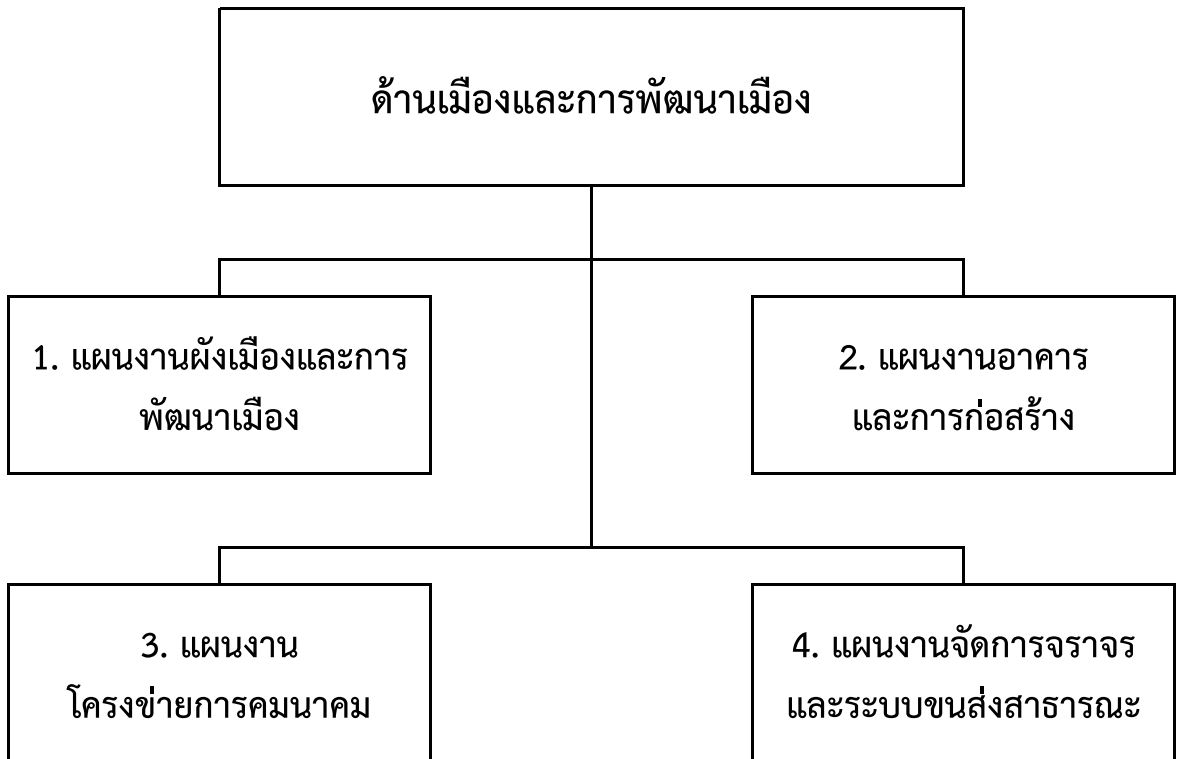 ด้านเมืองและการพัฒนาเมือง
1. แผนงานผังเมืองและการ
พัฒนาเมือง
2. แผนงานอาคาร
และการก่อสร้าง
3. แผนงาน
โครงข่ายการคมนาคม
4. แผนงานจัดการจราจร
และระบบขนส่งสาธารณะ